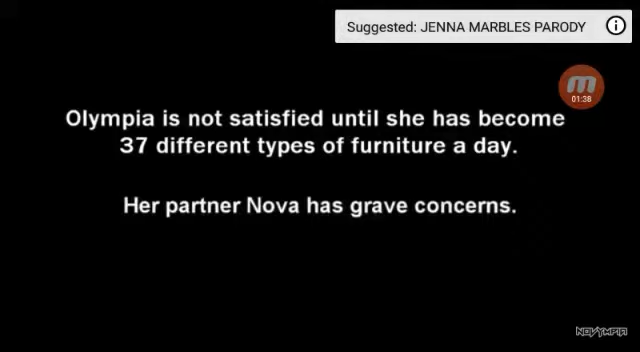 Suggested: JENNA MARBLES PARODY
01:38
Olympia is not satisfied until she has become
37 different types of furniture a day.
Her partner Nova has grave concerns.
NOVYMPIA